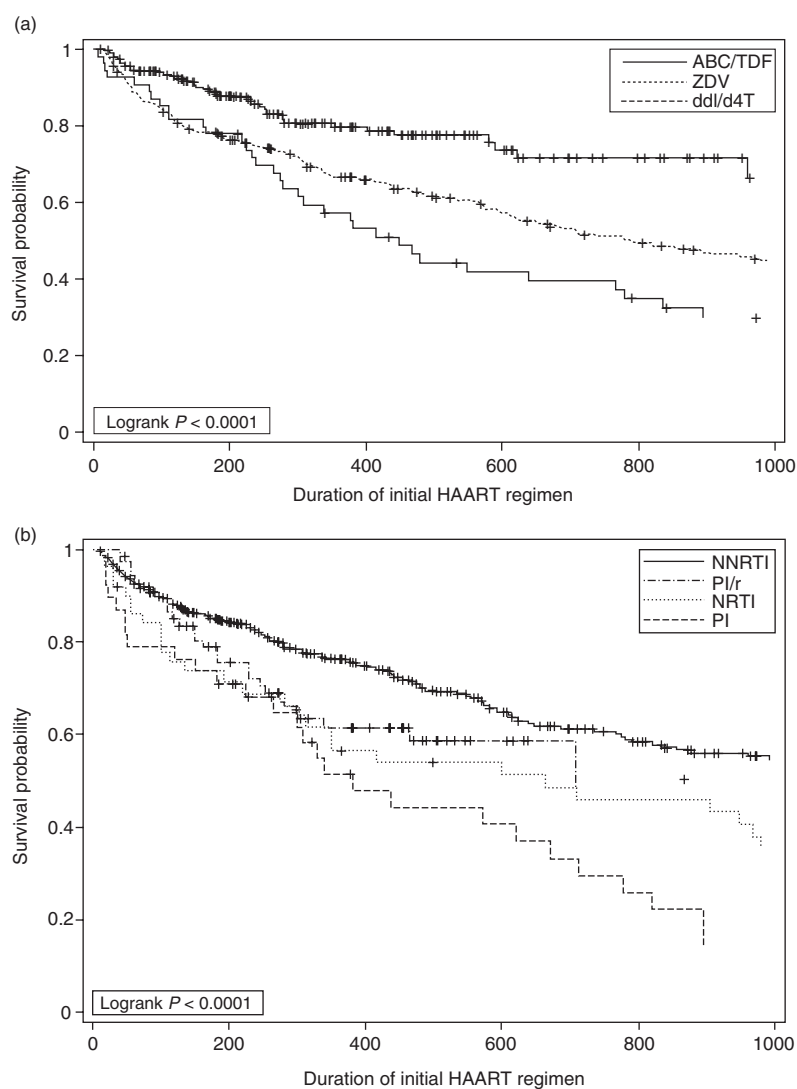 (a)
1
0.8
0.6
0.4
0.2
0
Survival probability
ABC/TDF
ZDV
ddI/d4T
Logrank P < 0.0001
0 200 400 600 800 1000
Duration of initial HAART regimen
(b)
1
0.8
0.6
0.4
0.2
0
Survival probability
NNRTI
PI/r
NRTI
PI
Logrank P < 0.0001
0 200 400 600 800 1000
Duration of initial HAART regimen